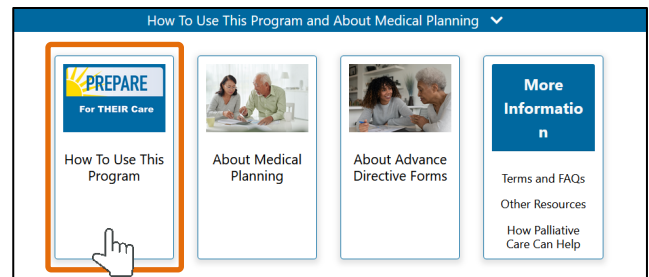 How To Use This Program and About Medical Planning
PREPARE
For THEIR Care
How To Use This
Program
About Medical
Planning
About Advance
Directive Forms
More
Informatio
n
Terms and FAQs
Other Resources
How Palliative
Care Can Help